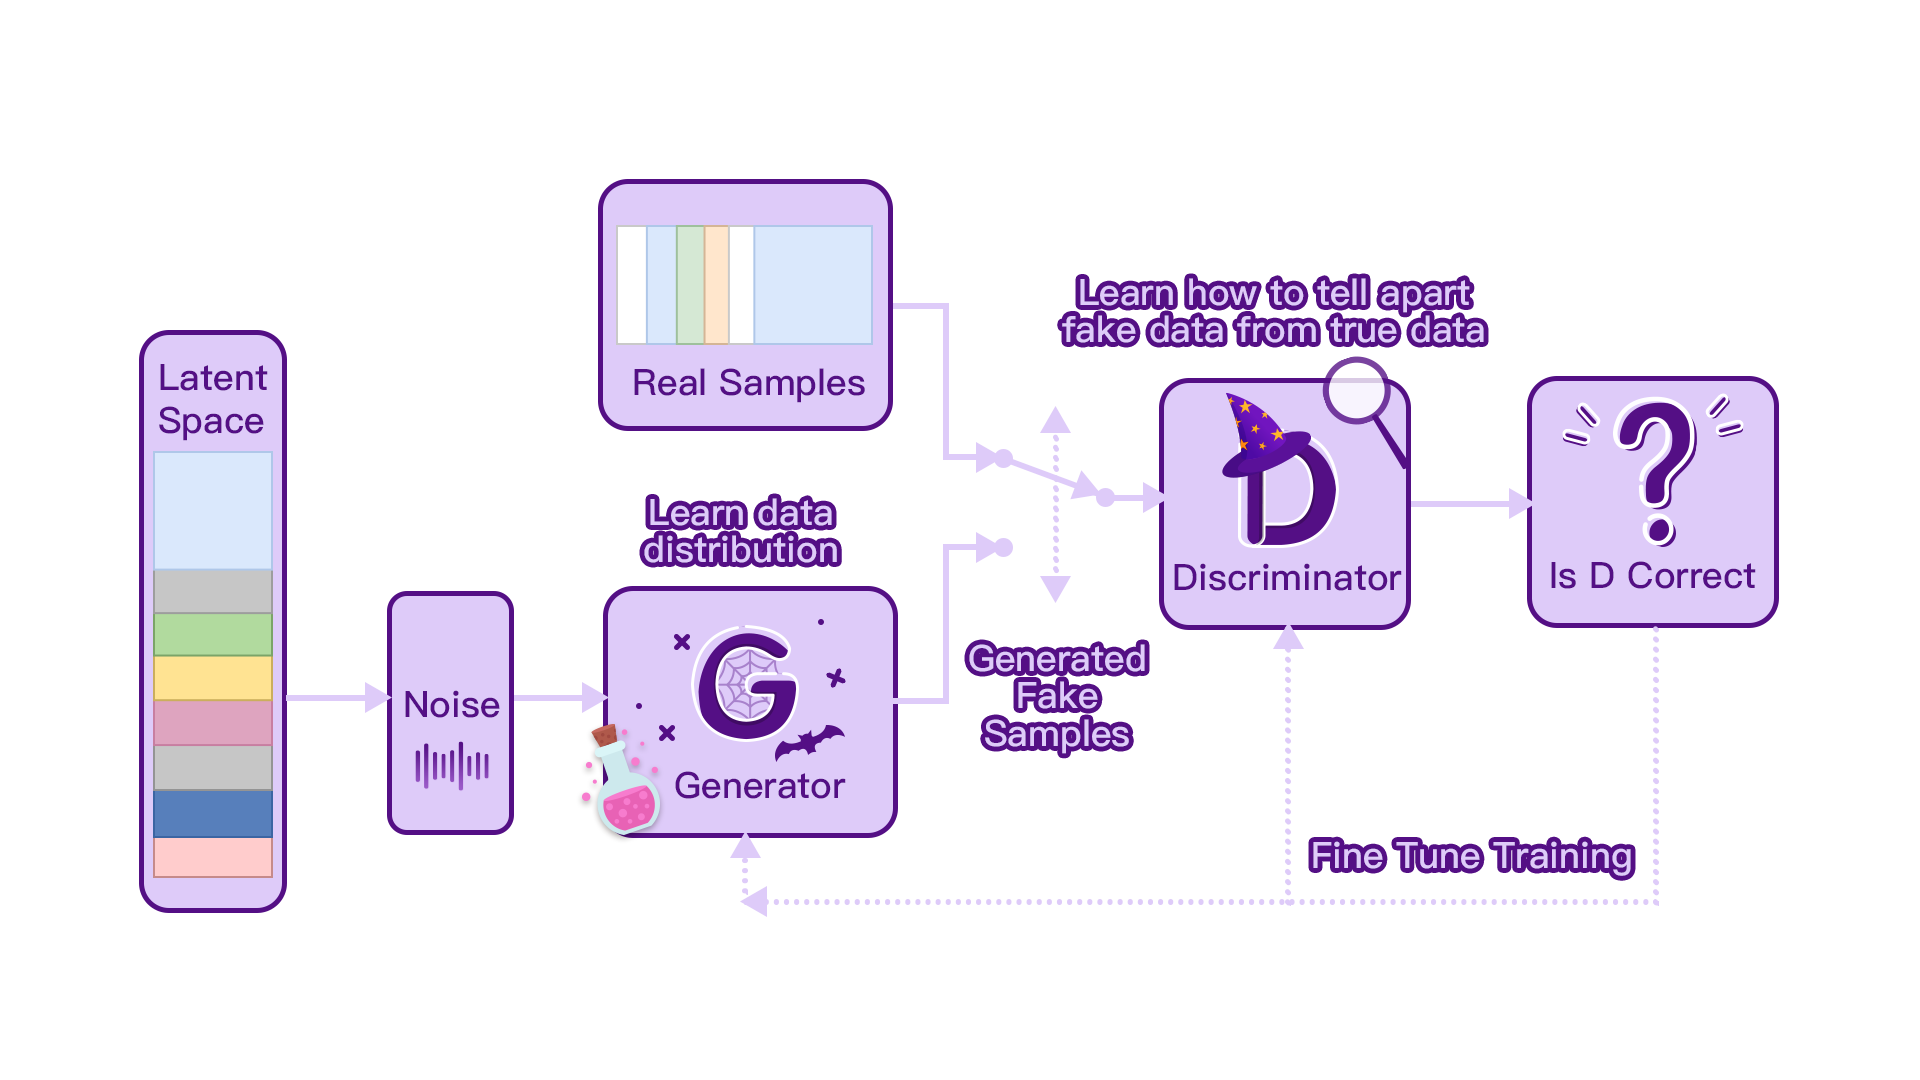 Latent
Space
Noise
Real Samples
Learn data
distribution
G
Generator
Generated
Fake
Samples
Learn how to tell apart
fake data from true data
D
Discriminator
?
Is D Correct
Fine Tune Training